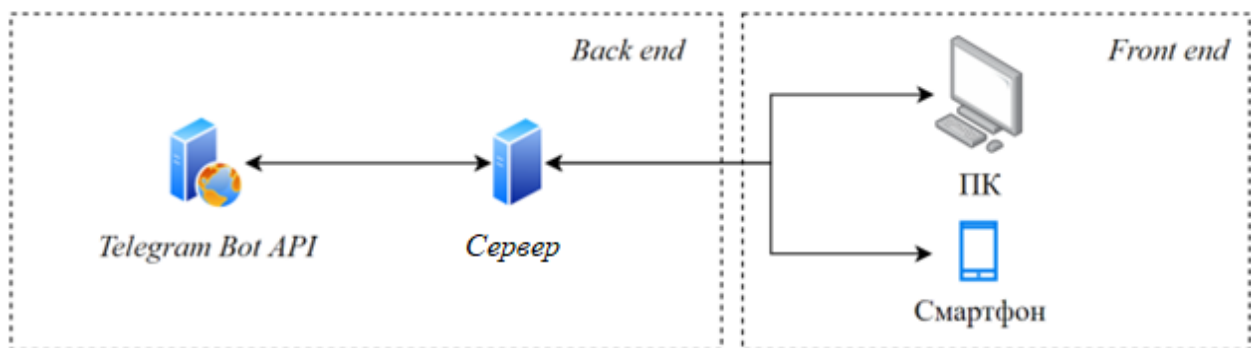 Back end
Front end
Telegram Bot API
Сервер
ПК
Смартфон